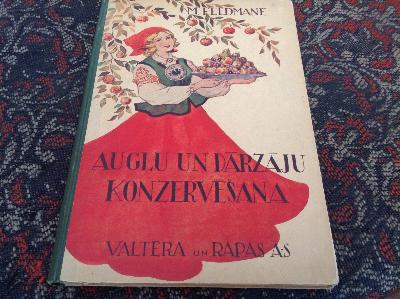 M. FELDMANE
AUGĻU UN DĀRZĀJU
KONZERVĒŠANA
VALTERA UN RAPAS A.S